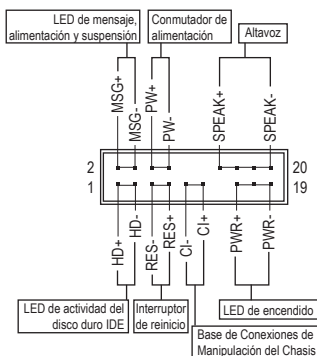 LED de mensaje,
alimentación y suspensión
Conmutador de
alimentación
Altavoz
MSG+
MSG-
PW+
PW-
SPEAK+
SPEAK-
2
20
1
19
HD+
HD-
RES-
RES+
CI-
CI+
PWR+
PWR-
LED de actividad del
disco duro IDE
Interruptor
de reinicio
LED de encendido
Base de Conexiones de
Manipulación del Chasis